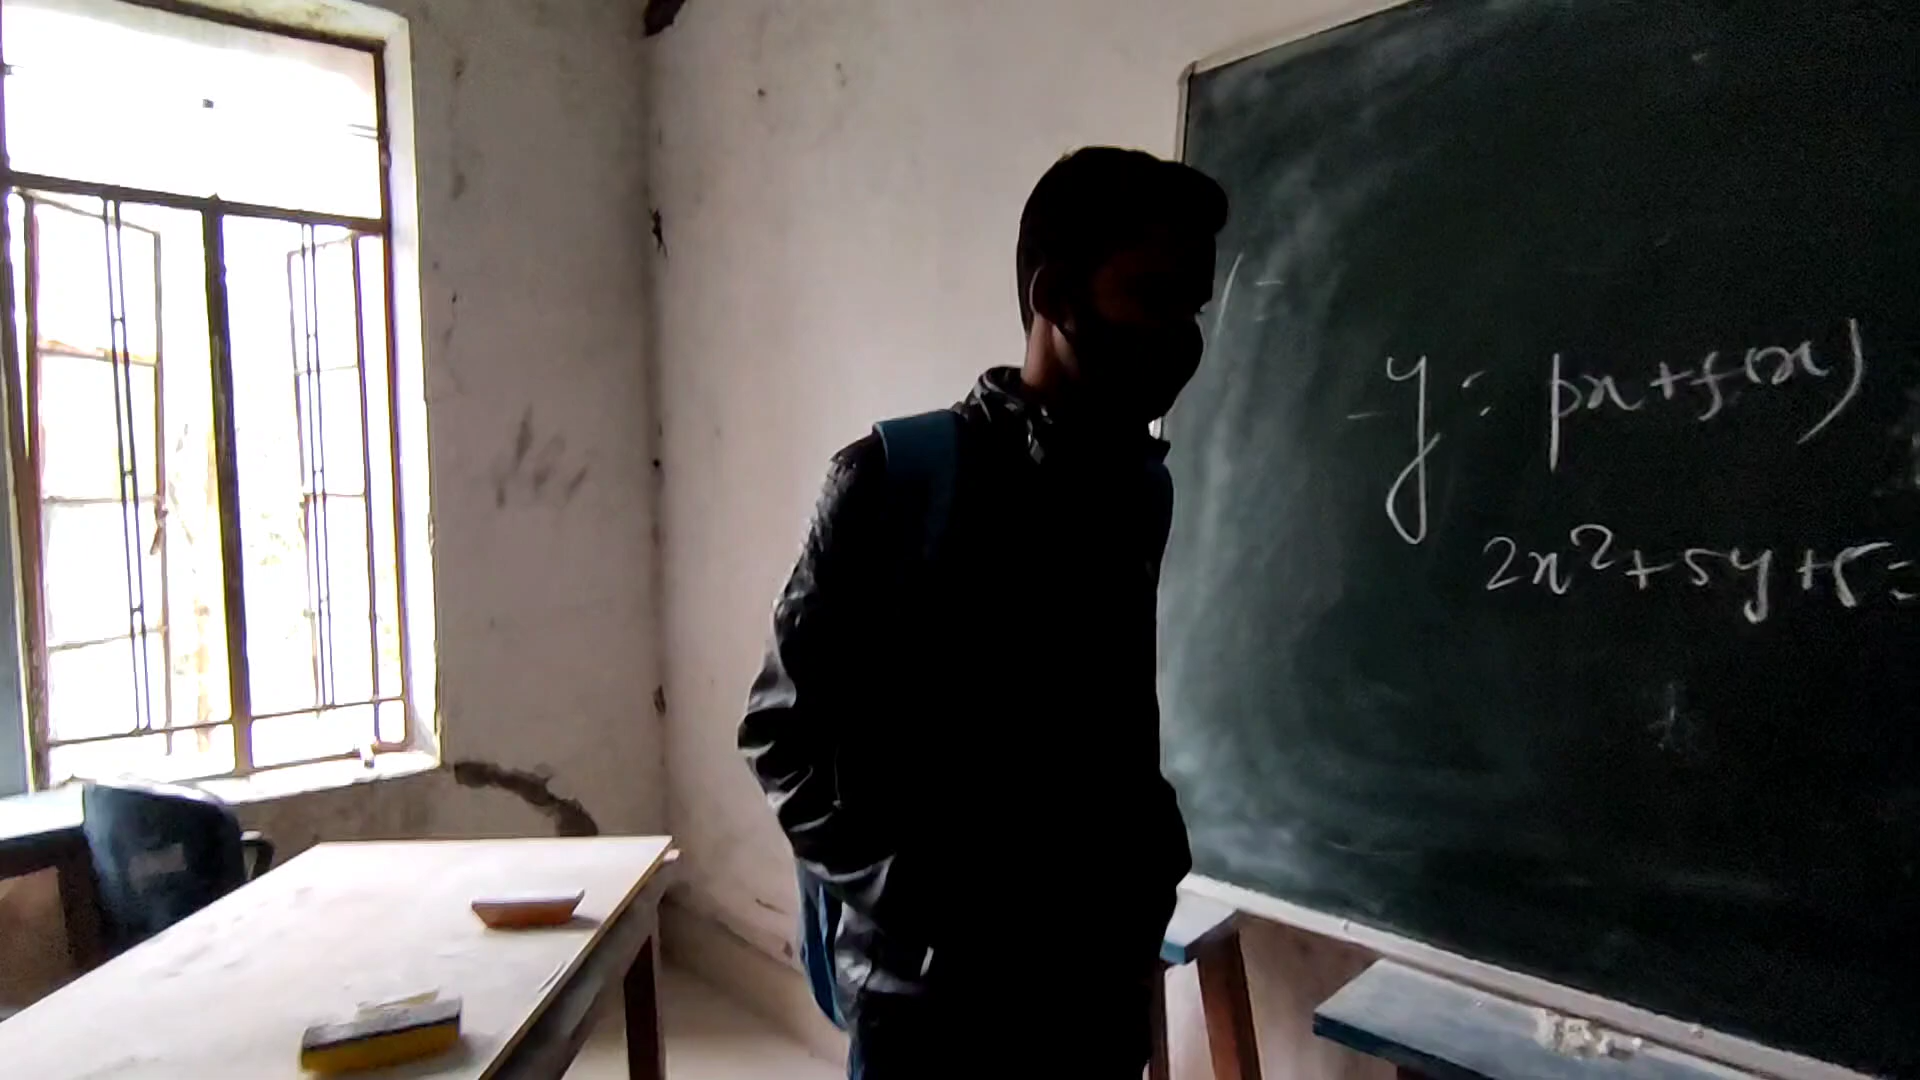 y = px + f(x)
2x²+5y+5=